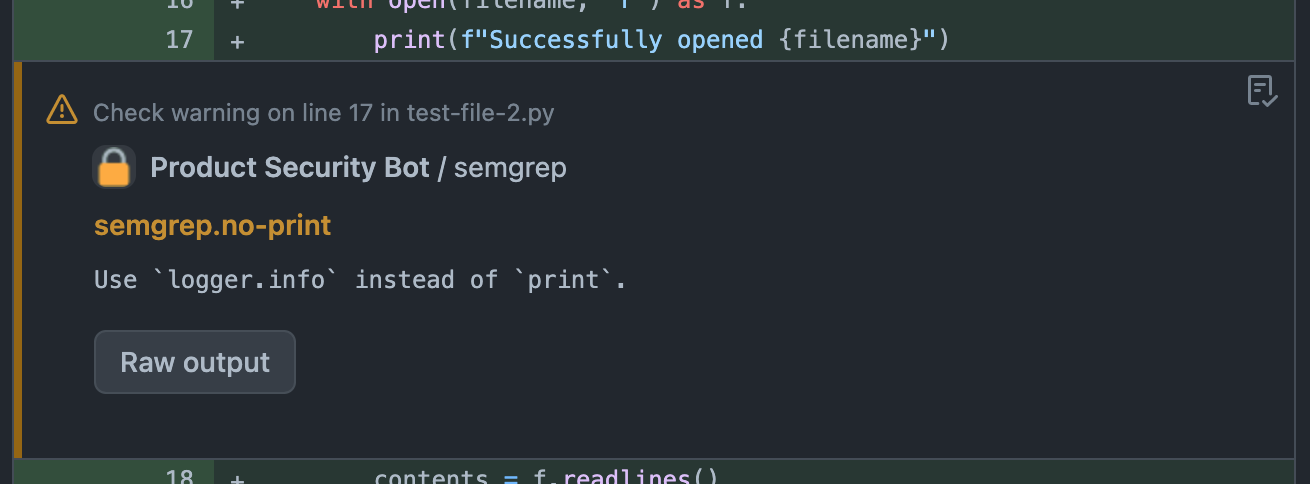 16 + with open(filename, "r") as f:
17 + print(f"Successfully opened {filename}")
Check warning on line 17 in test-file-2.py
Product Security Bot / semgrep
semgrep.no-print
Use `logger.info` instead of `print`.
Raw output
18 + contents = f.readlines()